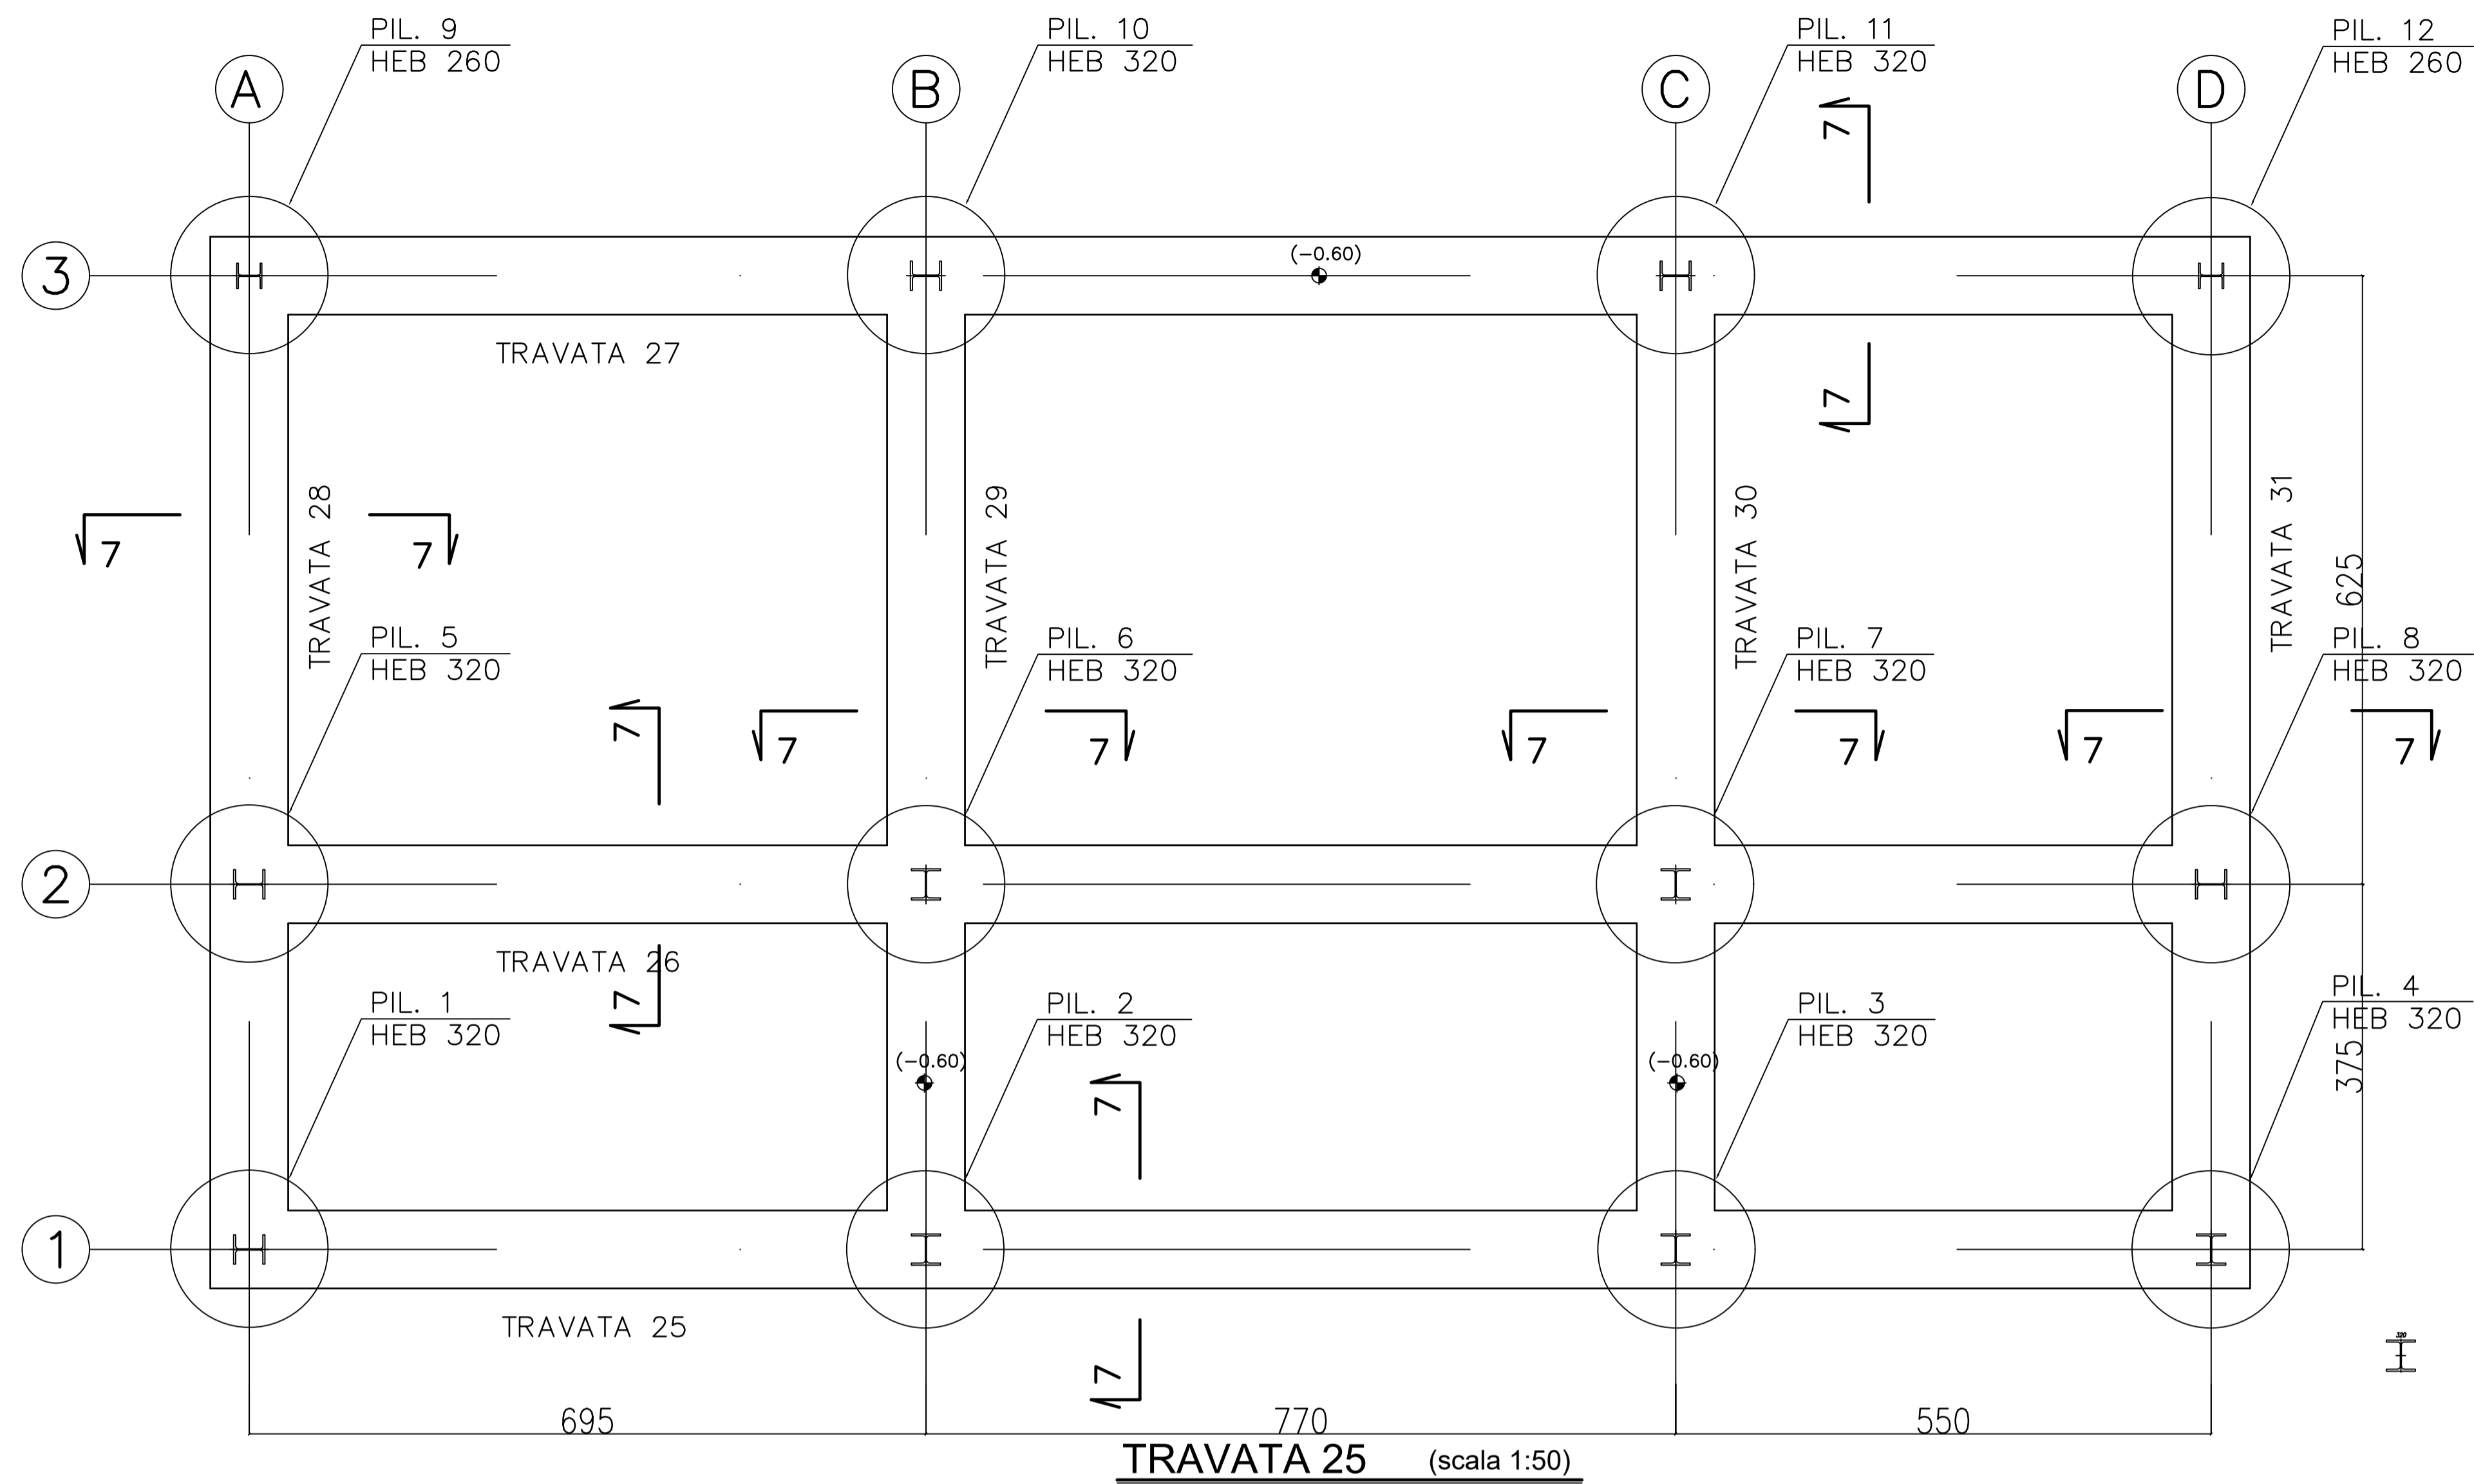 PIL. 9
HEB 260
PIL. 10
HEB 320
PIL. 11
HEB 320
PIL. 12
HEB 260
A
B
C
D
7
3
(-0.60)
TRAVATA 27
7
TRAVATA 28
TRAVATA 29
TRAVATA 30
TRAVATA 31
7
7
625
PIL. 5
HEB 320
PIL. 6
HEB 320
PIL. 7
HEB 320
PIL. 8
HEB 320
7
7
7
7
7
7
7
2
TRAVATA 26
7
PIL. 1
HEB 320
PIL. 2
HEB 320
PIL. 3
HEB 320
PIL. 4
HEB 320
(-0.60)
(-0.60)
375
7
1
TRAVATA 25
7
320
695
770
550
TRAVATA 25 (scala 1:50)